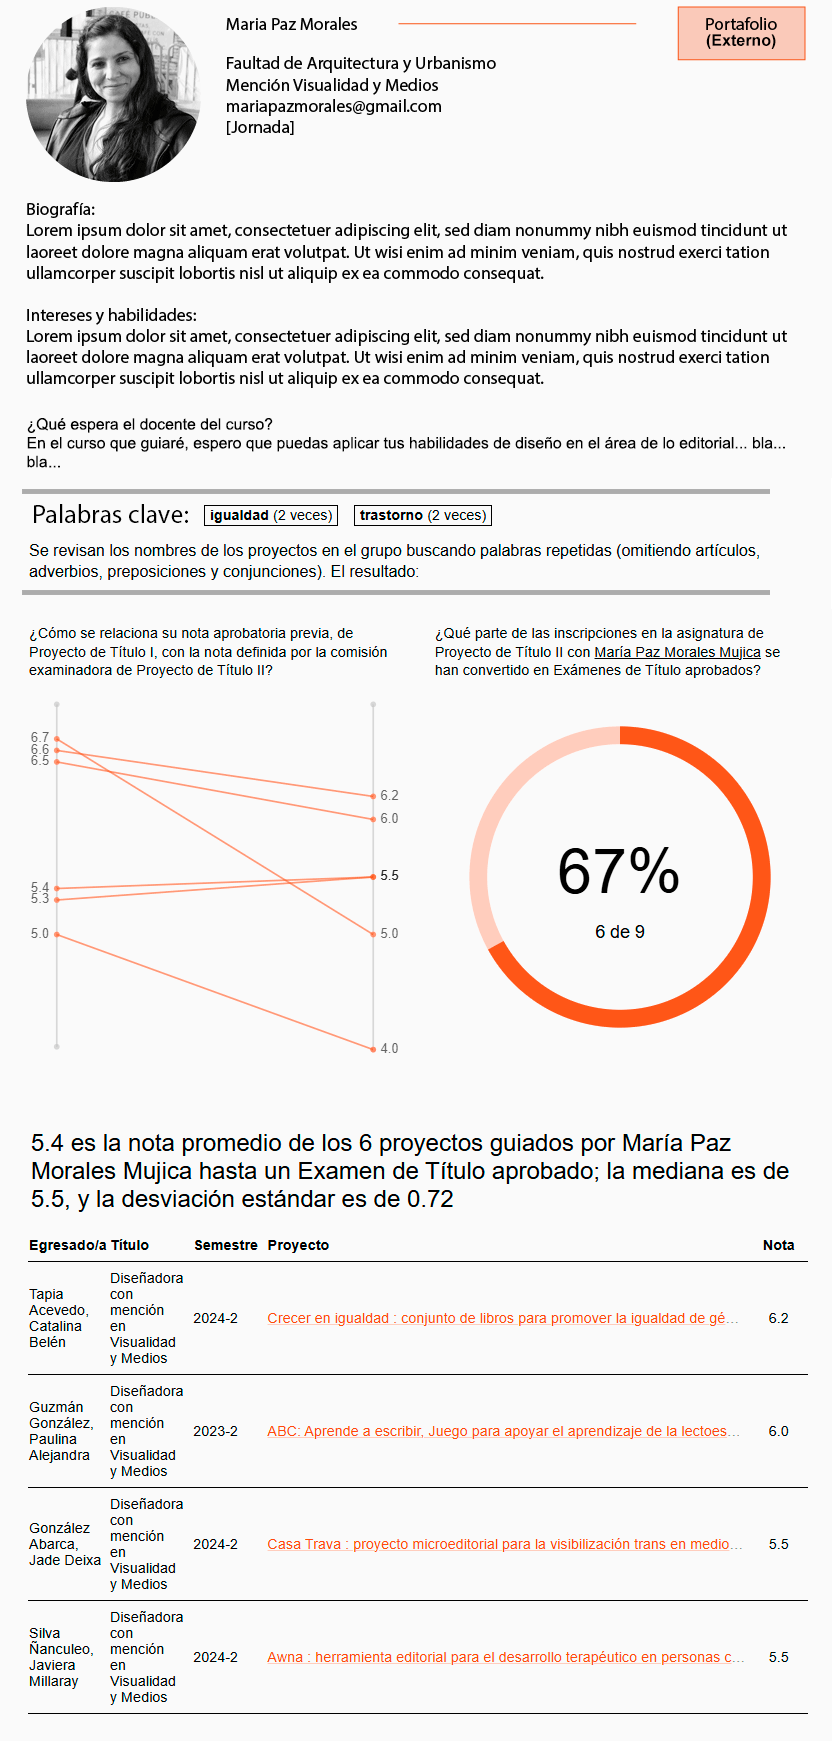 Maria Paz Morales
Portafolio
(Externo)
Faultad de Arquitectura y Urbanismo
Mención Visualidad y Medios
mariapazmorales@gmail.com
[Jornada]
Biografía:
Lorem ipsum dolor sit amet, consectetuer adipiscing elit, sed diam nonummy nibh euismod tincidunt ut
laoreet dolore magna aliquam erat volutpat. Ut wisi enim ad minim veniam, quis nostrud exerci tation
ullamcorper suscipit lobortis nisl ut aliquip ex ea commodo consequat.
Intereses y habilidades:
Lorem ipsum dolor sit amet, consectetuer adipiscing elit, sed diam nonummy nibh euismod tincidunt ut
laoreet dolore magna aliquam erat volutpat. Ut wisi enim ad minim veniam, quis nostrud exerci tation
ullamcorper suscipit lobortis nisl ut aliquip ex ea commodo consequat.
¿Qué espera el docente del curso?
En el curso que guiaré, espero que puedas aplicar tus habilidades de diseño en el área de lo editorial... bla...
bla...
Palabras clave: igualdad (2 veces) trastorno (2 veces)
Se revisan los nombres de los proyectos en el grupo buscando palabras repetidas (omitiendo artículos,
adverbios, preposiciones y conjunciones). El resultado:
¿Cómo se relaciona su nota aprobatoria previa, de
Proyecto de Título I, con la nota definida por la comisión
examinadora de Proyecto de Título II?
6.7
6.6
6.5
5.4
5.3
5.0
6.2
6.0
5.5
5.0
4.0
¿Qué parte de las inscripciones en la asignatura de
Proyecto de Título II con María Paz Morales Mujica se
han convertido en Exámenes de Título aprobados?
67%
6 de 9
5.4 es la nota promedio de los 6 proyectos guiados por María Paz
Morales Mujica hasta un Examen de Título aprobado; la mediana es de
5.5, y la desviación estándar es de 0.72
Egresado/a Título Semestre Proyecto Nota
Tapia
Acevedo,
Catalina
Belén
Diseñadora
con
mención
en
Visualidad
y Medios
2024-2
Crecer en igualdad : conjunto de libros para promover la igualdad de gé...
6.2
Guzmán
González,
Paulina
Alejandra
Diseñadora
con
mención
en
Visualidad
y Medios
2023-2
ABC: Aprende a escribir, Juego para apoyar el aprendizaje de la lectoes...
6.0
González
Abarca,
Jade Deixa
Diseñadora
con
mención
en
Visualidad
y Medios
2024-2
Casa Trava : proyecto microeditorial para la visibilización trans en medio...
5.5
Silva
Ñanculeo,
Javiera
Millaray
Diseñadora
con
mención
en
Visualidad
y Medios
2024-2
Awna : herramienta editorial para el desarrollo terapéutico en personas c...
5.5